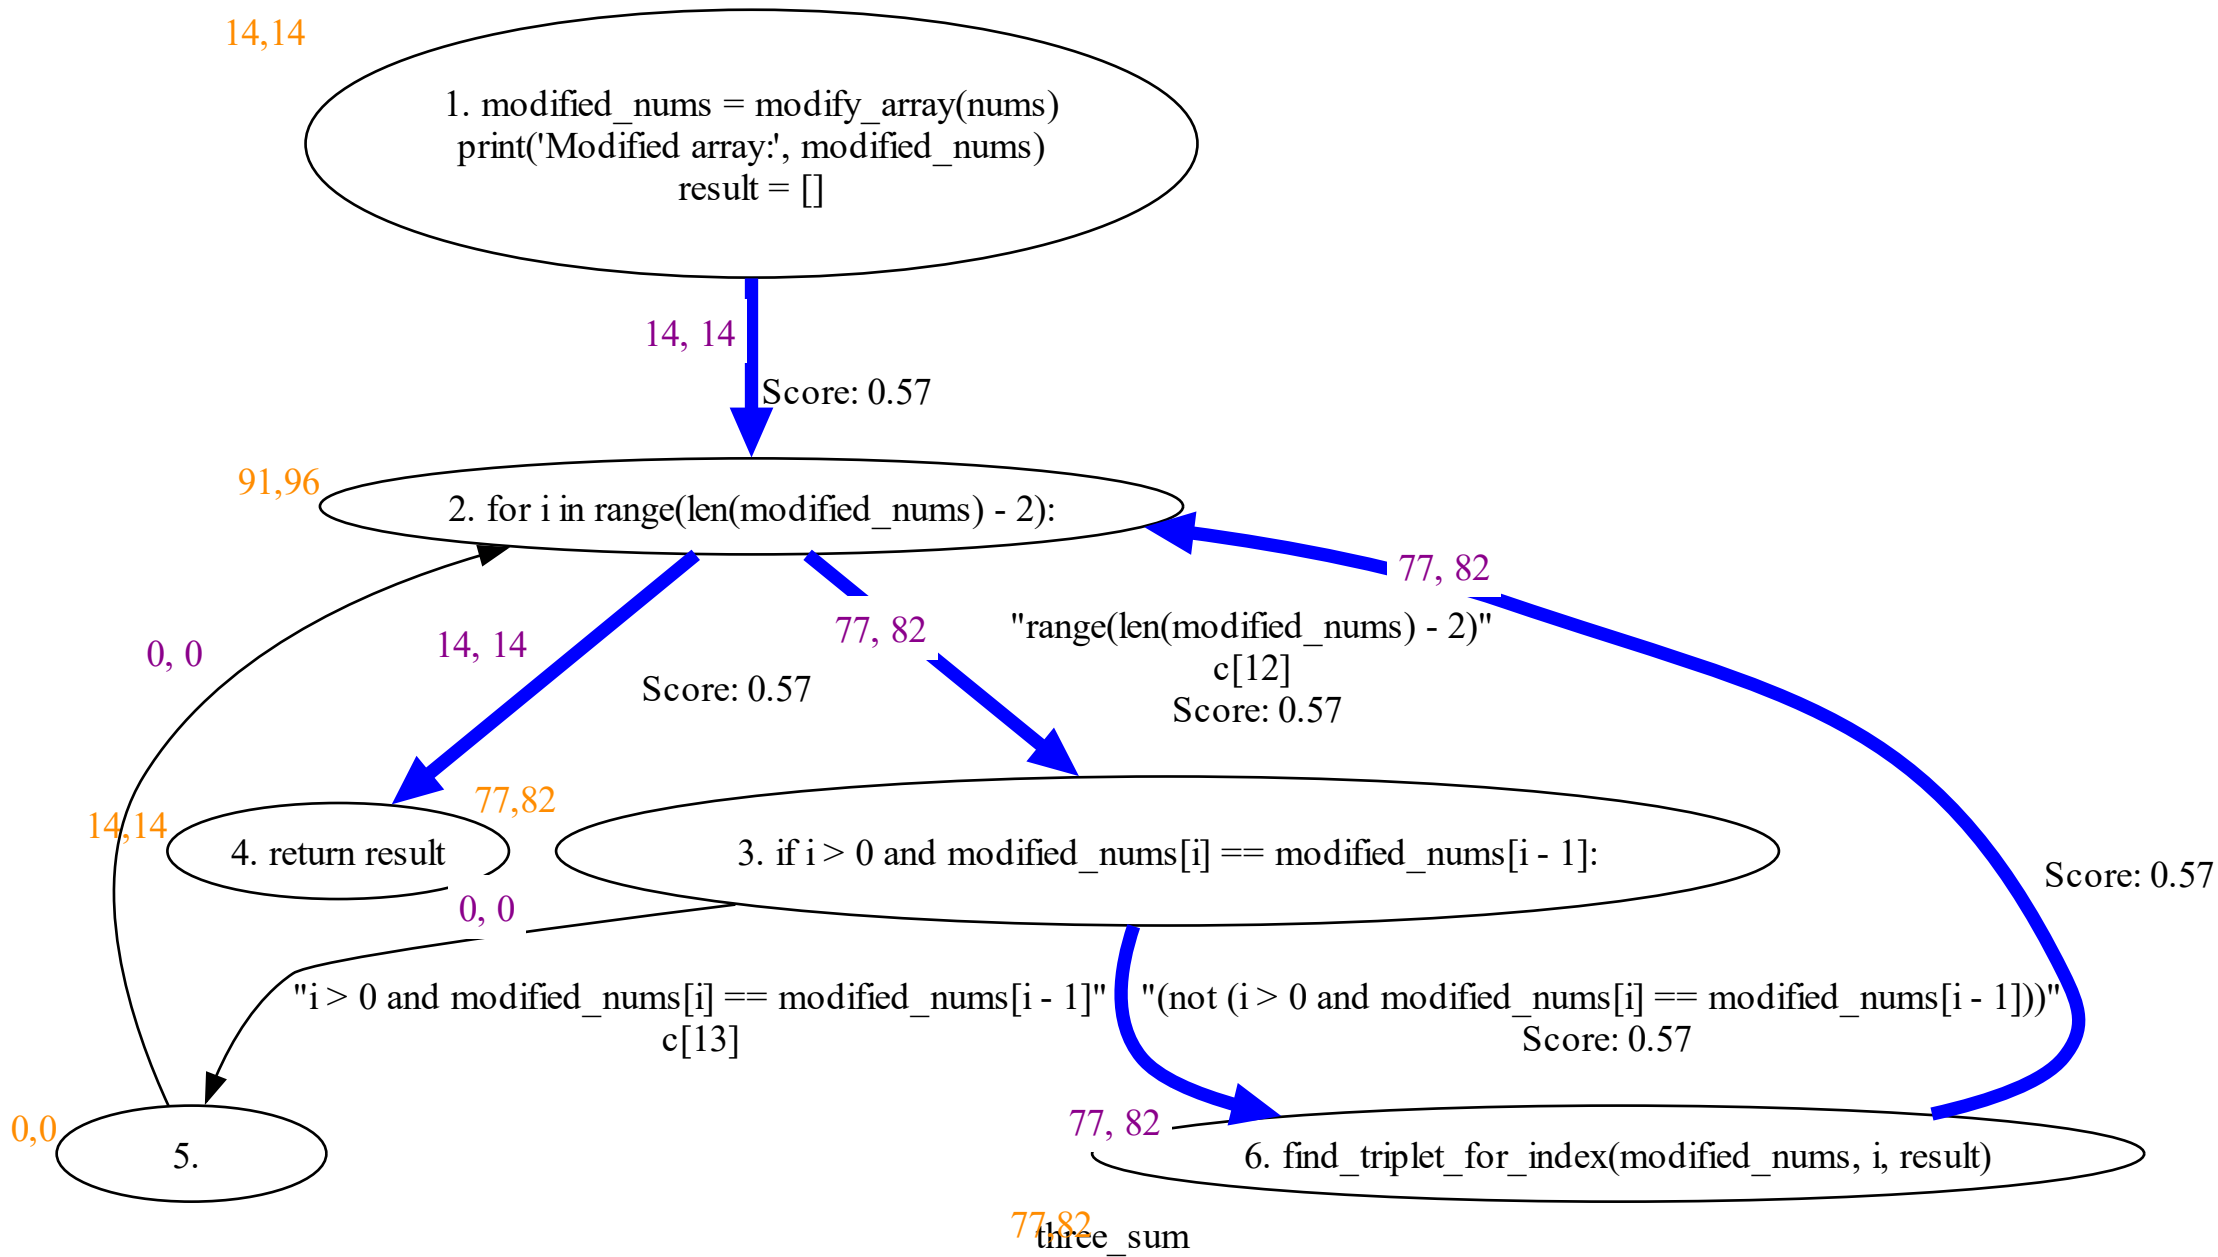 14,14
1. modified_nums = modify_array(nums)
print('Modified array:', modified_nums)
result = []
14, 14
Score: 0.57
91,96
2. for i in range(len(modified_nums) - 2):
77, 82
0, 0
14, 14
77, 82
"range(len(modified_nums) - 2)"
c[12]
Score: 0.57
Score: 0.57
77,82
14,14
4. return result
3. if i > 0 and modified_nums[i] == modified_nums[i - 1]:
Score: 0.57
0, 0
"i > 0 and modified_nums[i] == modified_nums[i - 1]"
c[13]
"(not (i > 0 and modified_nums[i] == modified_nums[i - 1]))"
Score: 0.57
0,0
5.
77, 82
6. find_triplet_for_index(modified_nums, i, result)
77,82
three_sum